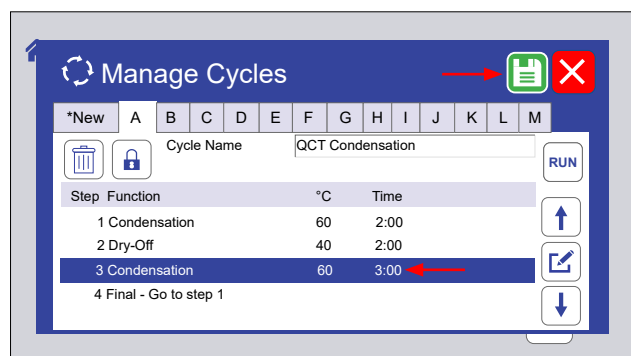 Manage Cycles
*New A B C D E F G H I J K L M
Cycle Name QCT Condensation
RUN
Step Function °C Time
1 Condensation 60 2:00
2 Dry-Off 40 2:00
3 Condensation 60 3:00
4 Final - Go to step 1